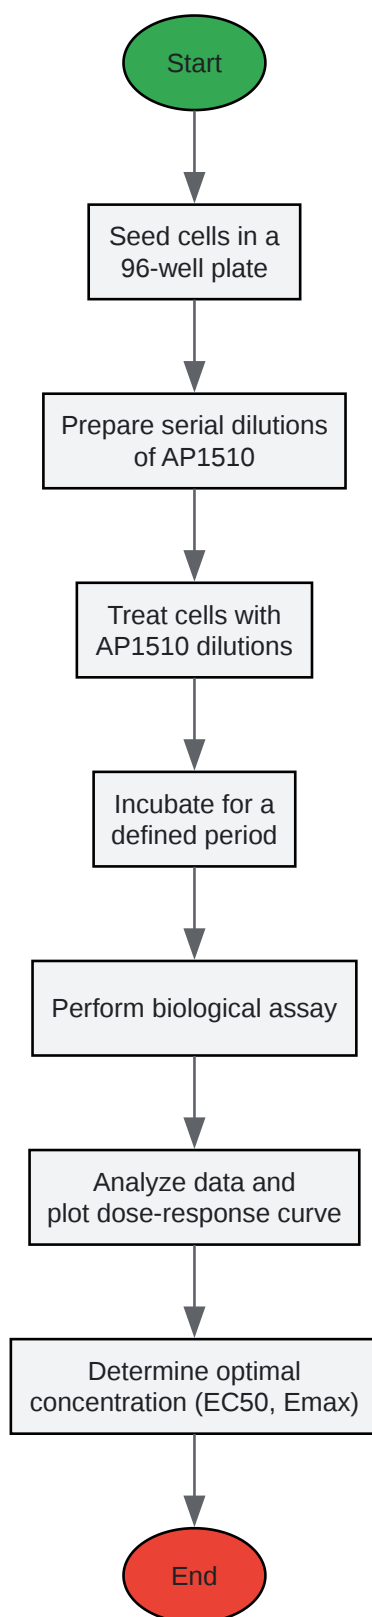 Start
Seed cells in a
96-well plate
Prepare serial dilutions
of AP1510
Treat cells with
AP1510 dilutions
Incubate for a
defined period
Perform biological assay
Analyze data and
plot dose-response curve
Determine optimal
concentration (EC50, Emax)
End